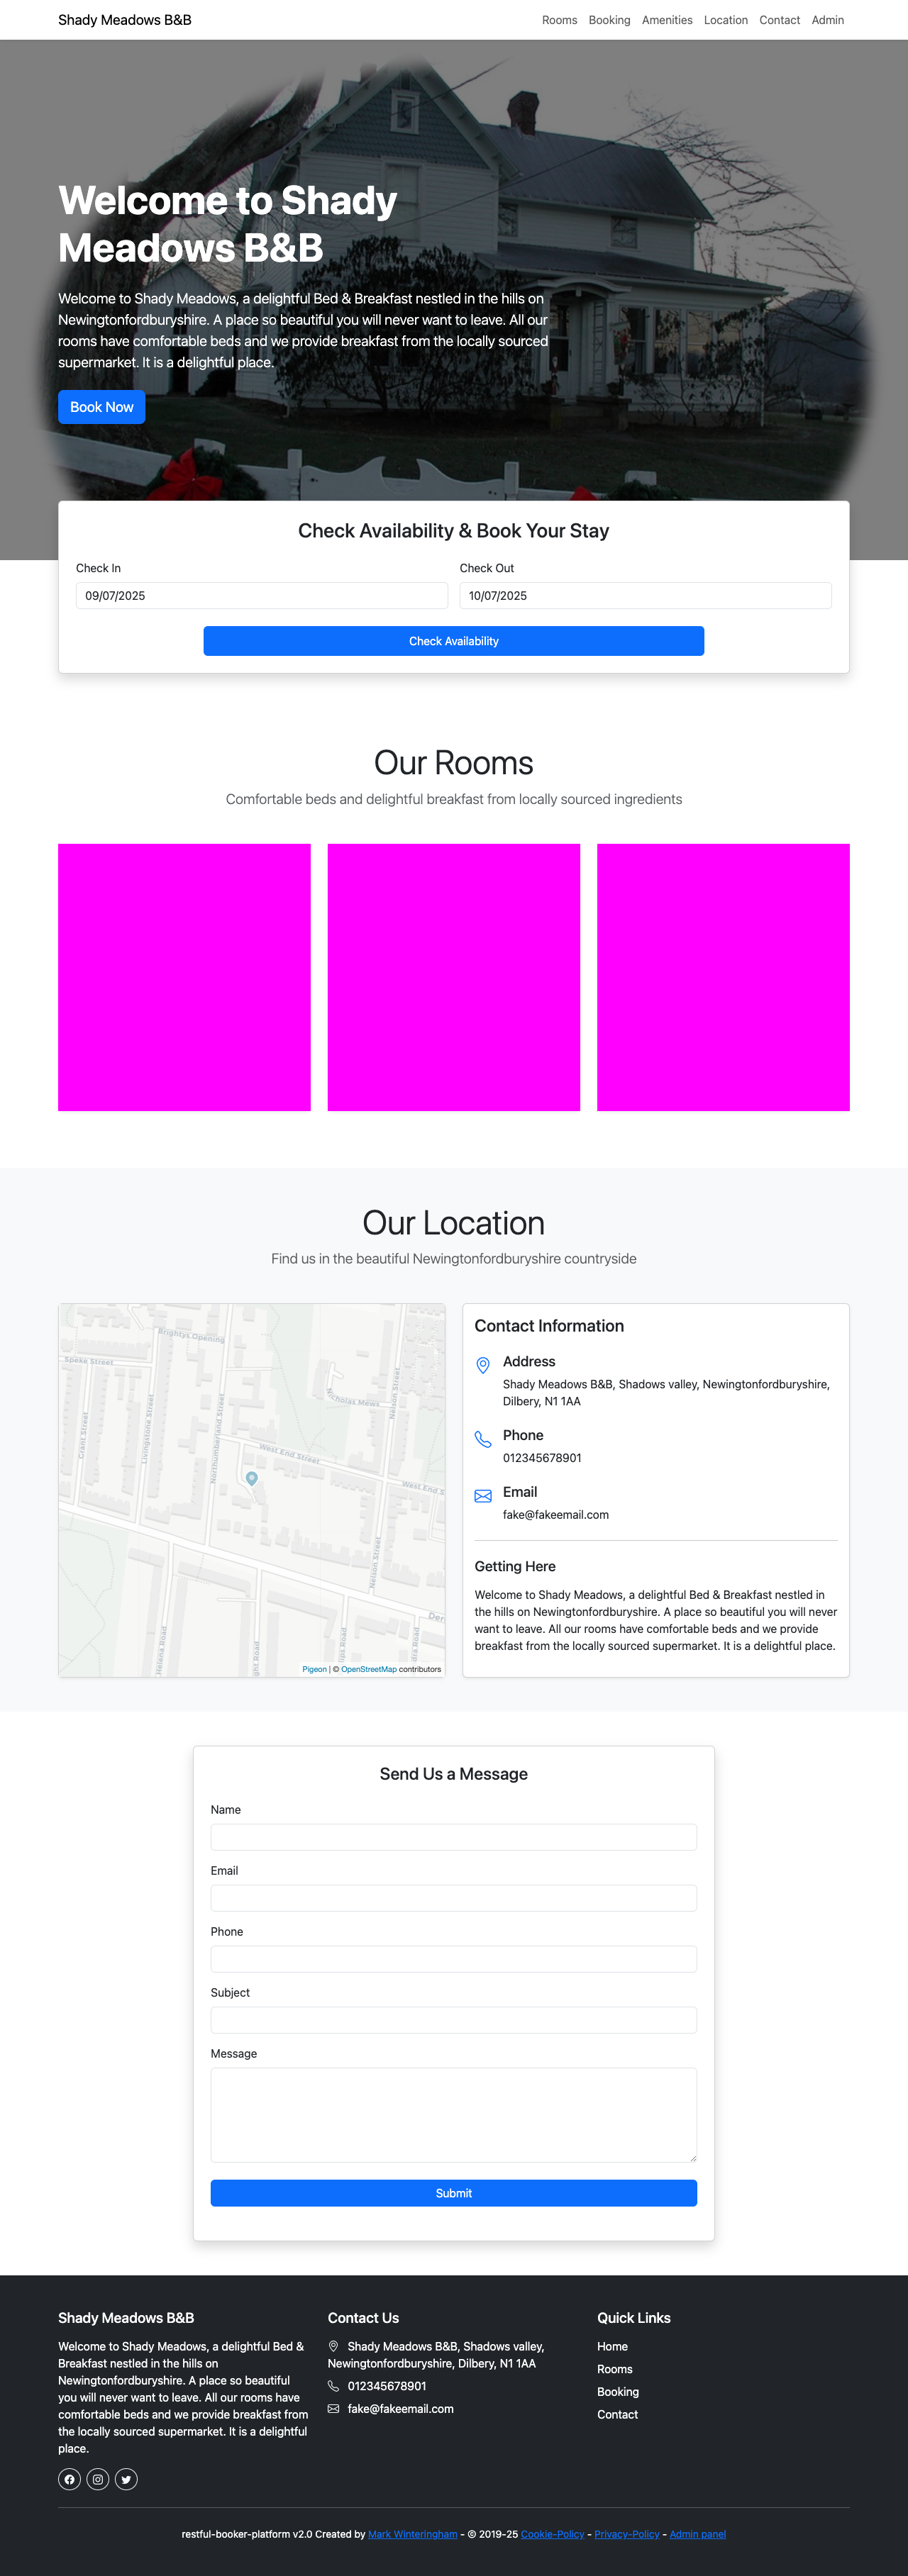 Shady Meadows B&B
Rooms Booking Amenities Location Contact Admin
Welcome to Shady
Meadows B&B
Welcome to Shady Meadows, a delightful Bed & Breakfast nestled in the hills on
Newingtonfordburyshire. A place so beautiful you will never want to leave. All our
rooms have comfortable beds and we provide breakfast from the locally sourced
supermarket. It is a delightful place.
Book Now
Check Availability & Book Your Stay
Check In
09/07/2025
Check Out
10/07/2025
Check Availability
Our Rooms
Comfortable beds and delightful breakfast from locally sourced ingredients
Our Location
Find us in the beautiful Newingtonfordburyshire countryside
Brightys Opening
Speke Street
Nicholas Mews
Nelson Street
Grant Street
Livingstone Street
Northumberland Street
West End Street
West End S
Nelson Street
Der
Helena Road
ght Road
lips Road
dia Road
Pigeon | © OpenStreetMap contributors
Contact Information
Address
Shady Meadows B&B, Shadows valley, Newingtonfordburyshire,
Dilbery, N1 1AA
Phone
012345678901
Email
fake@fakeemail.com
Getting Here
Welcome to Shady Meadows, a delightful Bed & Breakfast nestled in
the hills on Newingtonfordburyshire. A place so beautiful you will never
want to leave. All our rooms have comfortable beds and we provide
breakfast from the locally sourced supermarket. It is a delightful place.
Send Us a Message
Name
Email
Phone
Subject
Message
Submit
Shady Meadows B&B
Welcome to Shady Meadows, a delightful Bed &
Breakfast nestled in the hills on
Newingtonfordburyshire. A place so beautiful
you will never want to leave. All our rooms have
comfortable beds and we provide breakfast from
the locally sourced supermarket. It is a delightful
place.
Contact Us
Shady Meadows B&B, Shadows valley,
Newingtonfordburyshire, Dilbery, N1 1AA
012345678901
fake@fakeemail.com
Quick Links
Home
Rooms
Booking
Contact
restful-booker-platform v2.0 Created by Mark Winteringham - © 2019-25 Cookie-Policy - Privacy-Policy - Admin panel